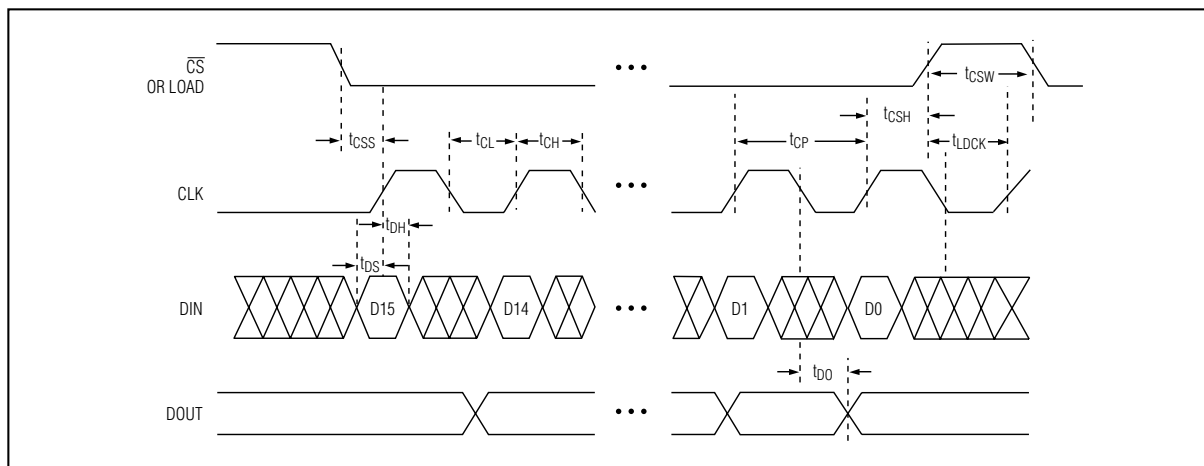 CS
OR LOAD
• • •
tCSW
tCSH
tCSS
tCL
tCH
tCP
tLDCK
CLK
• • •
tDH
tDS
DIN
D15
D14
• • •
D1
D0
tDO
DOUT
• • •